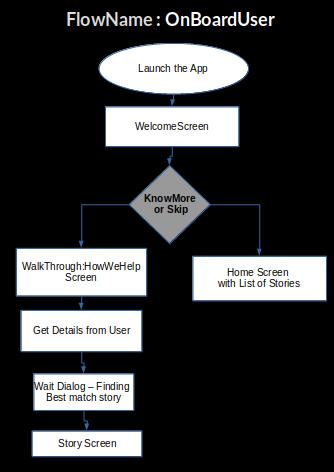 FlowName : OnBoardUser
Launch the App
WelcomeScreen
KnowMore
or Skip
WalkThrough:HowWeHelp
Screen
Home Screen
with List of Stories
Get Details from User
Wait Dialog – Finding
Best match story
Story Screen